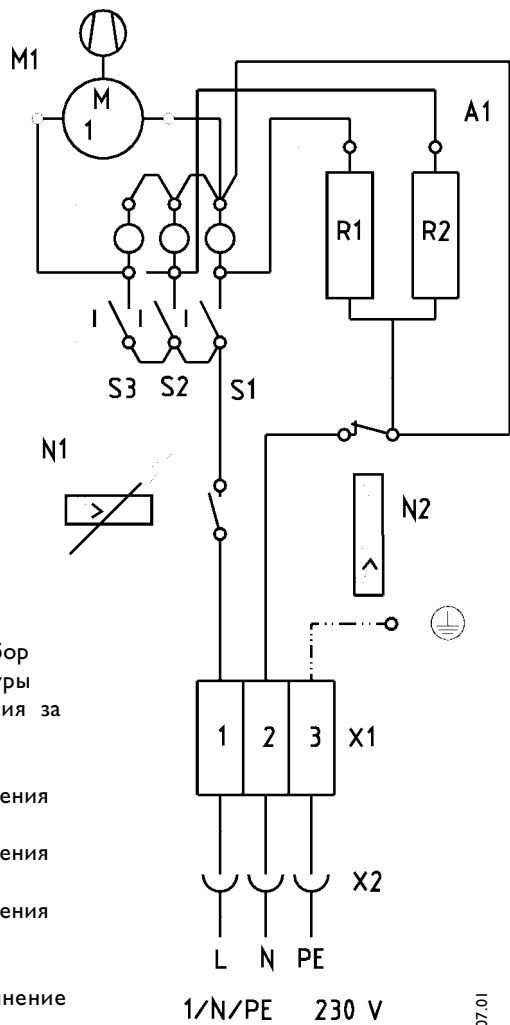 M1
M
1
A1
R1 R2
I I I
S3 S2 S1
N1
N2
бор
уры
ия за
1 2 3 X1
ения
ения
X2
ения
L N PE
нение
1/N/PE 230 V
07.01